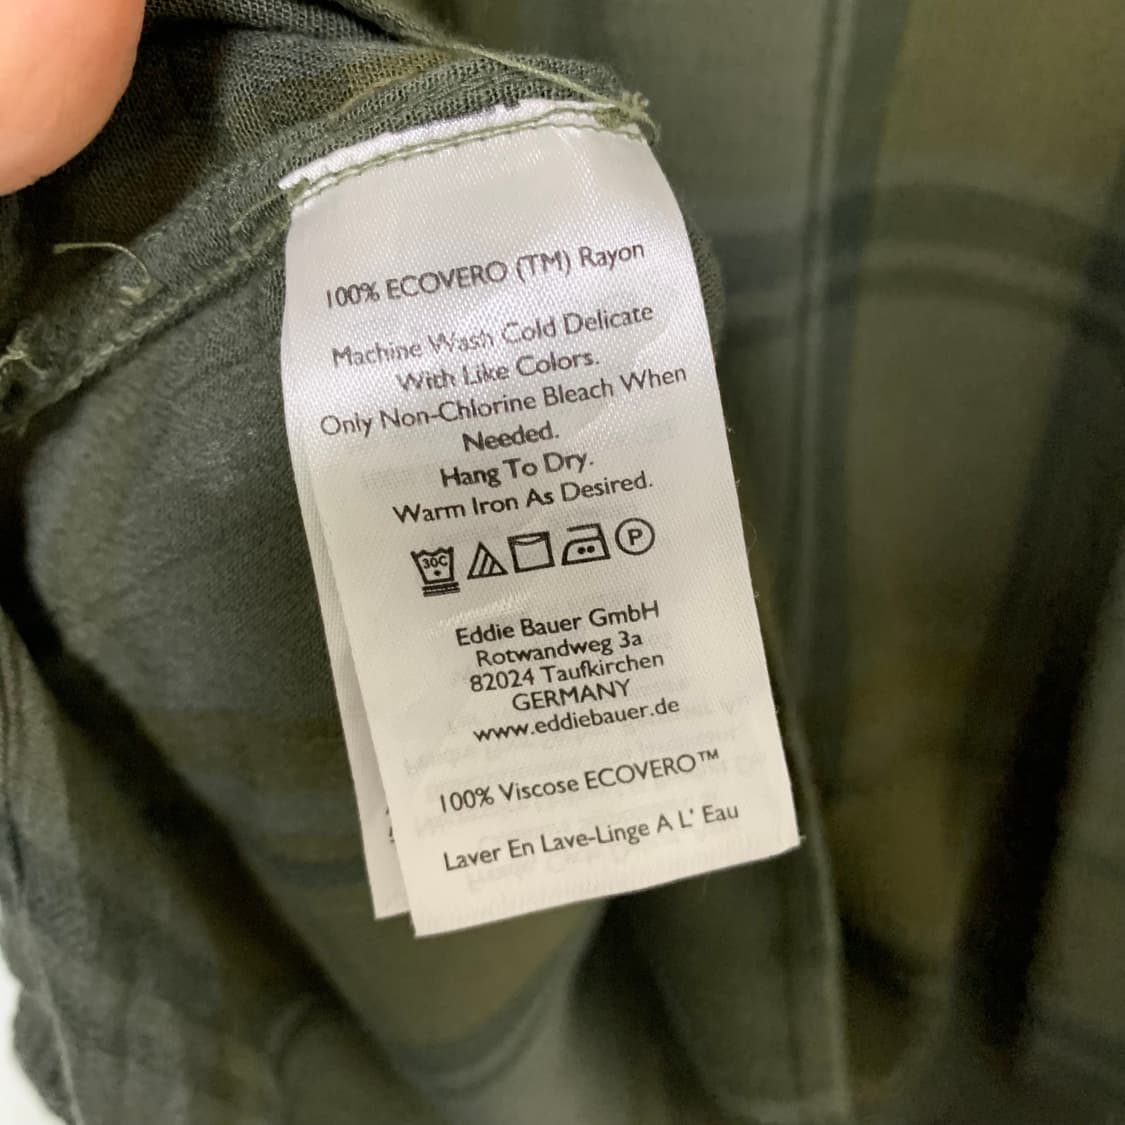 100% ECOVERO (TM) Rayon
Machine Wash Cold Delicate
With Like Colors.
Only Non-Chlorine Bleach When
Needed.
Hang To Dry.
Warm Iron As Desired.
30C P
Eddie Bauer GmbH
Rotwandweg 3a
82024 Taufkirchen
GERMANY
www.eddiebauer.de
100% Viscose ECOVERO™
Laver En Lave-Linge A L' Eau